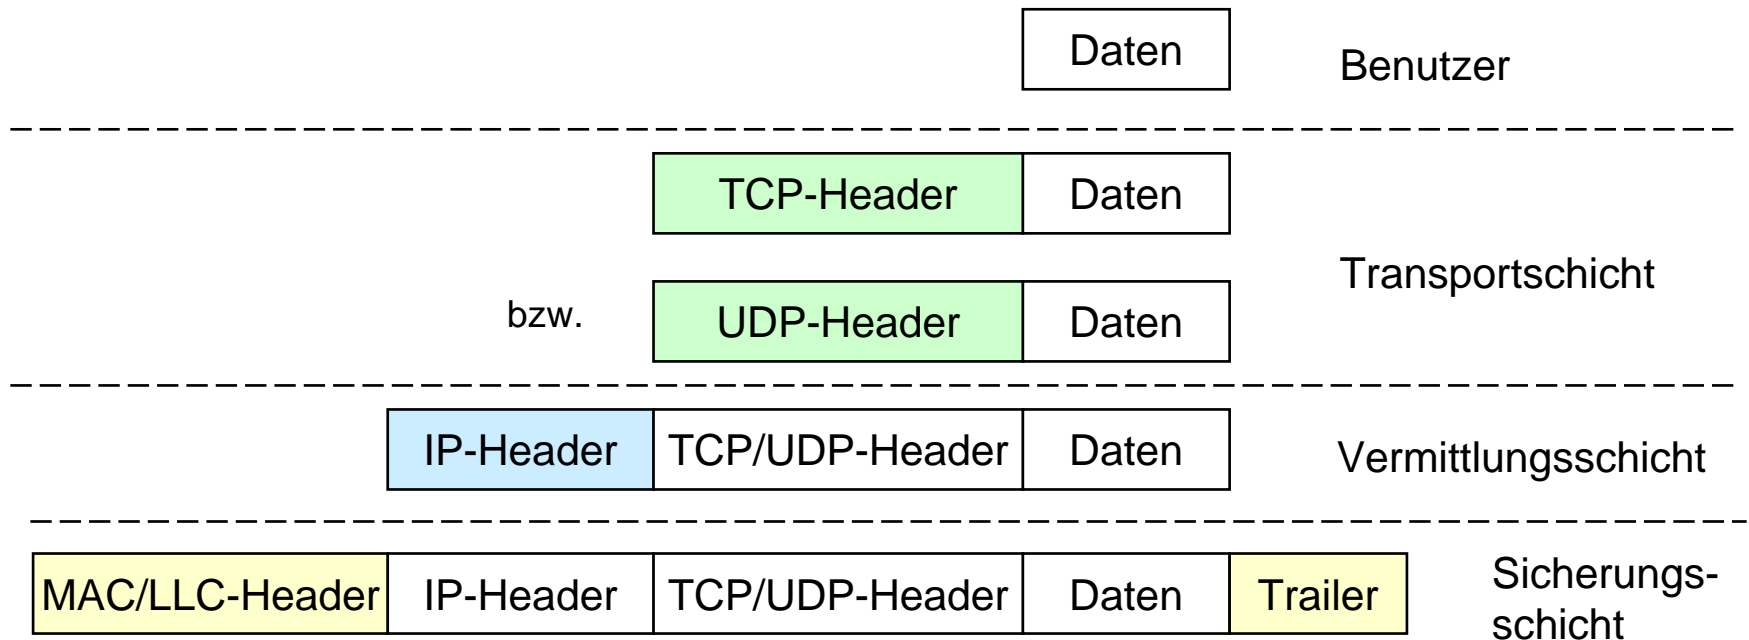 Daten Benutzer
TCP-Header Daten
Transportschicht
bzw. UDP-Header Daten
IP-Header TCP/UDP-Header Daten Vermittlungsschicht
MAC/LLC-Header IP-Header TCP/UDP-Header Daten Trailer Sicherungs-
schicht